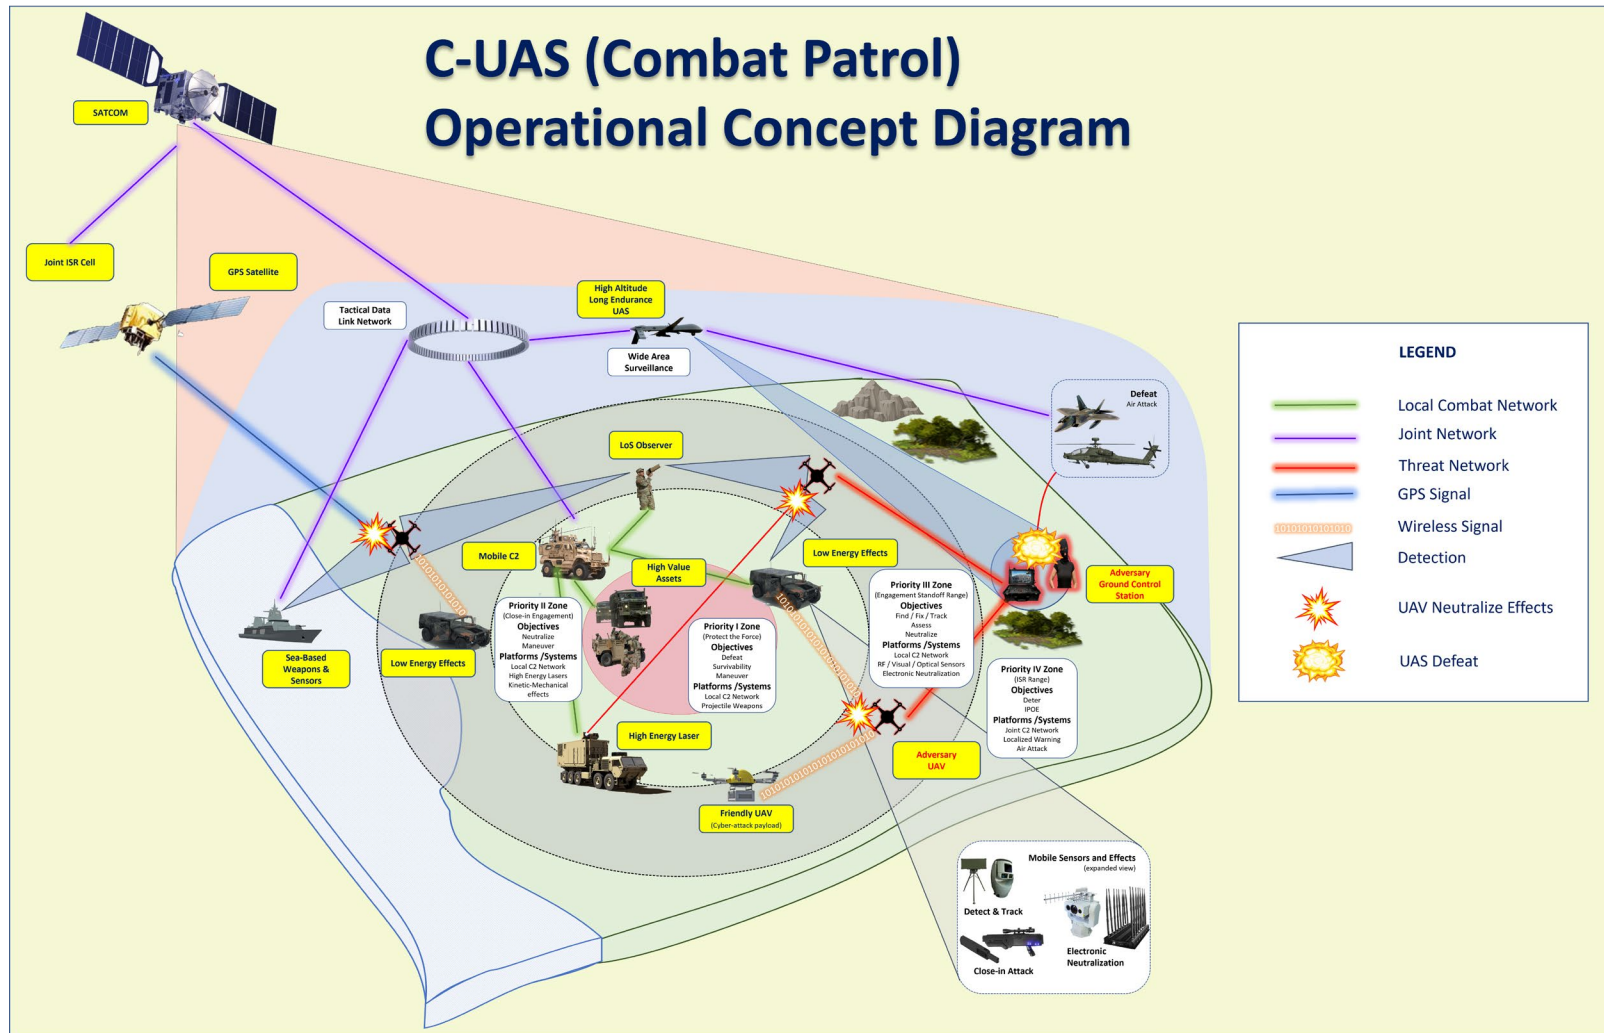 C-UAS (Combat Patrol)
Operational Concept Diagram
SATCOM
Joint ISR Cell
GPS Satellite
Tactical Data
Link Network
High Altitude
Long Endurance
UAS
Wide Area
Surveillance
Defeat
Air Attack
LoS Observer
Mobile C2
High Value
Assets
Low Energy Effects
Adversary
Ground Control
Station
Priority II Zone
(Close-in Engagement)
Objectives
Neutralize
Maneuver
Platforms /Systems
Local C2 Network
High Energy Lasers
Kinetic-Mechanical
effects
Priority I Zone
(Protect the Force)
Objectives
Defeat
Survivability
Maneuver
Platforms /Systems
Local C2 Network
Projectile Weapons
Priority III Zone
(Engagement Standoff Range)
Objectives
Find / Fix / Track
Assess
Neutralize
Platforms /Systems
Local C2 Network
RF / Visual / Optical Sensors
Electronic Neutralization
Priority IV Zone
(ISR Range)
Objectives
Deter
IPOE
Platforms /Systems
Joint C2 Network
Localized Warning
Air Attack
Sea-Based
Weapons &
Sensors
Low Energy Effects
High Energy Laser
Adversary
UAV
Friendly UAV
(Cyber-attack payload)
Mobile Sensors and Effects
(expanded view)
Detect & Track
Close-in Attack
Electronic
Neutralization
LEGEND
Local Combat Network
Joint Network
Threat Network
GPS Signal
1010101010101010 Wireless Signal
Detection
UAV Neutralize Effects
UAS Defeat